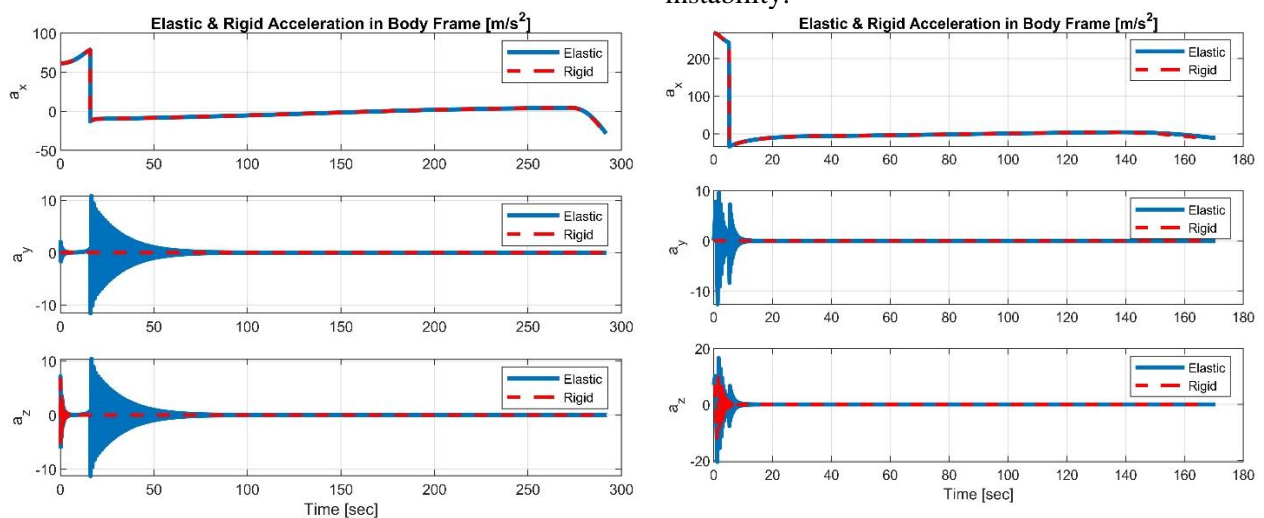 instability.
Elastic & Rigid Acceleration in Body Frame [m/s²]
100
50
0
-50
a_x
Elastic
Rigid
0 50 100 150 200 250 300
10
0
-10
a_y
Elastic
Rigid
0 50 100 150 200 250 300
10
0
-10
a_z
Elastic
Rigid
0 50 100 150 200 250 300
Time [sec]
Elastic & Rigid Acceleration in Body Frame [m/s²]
200
100
0
a_x
Elastic
Rigid
0 20 40 60 80 100 120 140 160 180
10
0
-10
a_y
Elastic
Rigid
0 20 40 60 80 100 120 140 160 180
20
0
-20
a_z
Elastic
Rigid
0 20 40 60 80 100 120 140 160 180
Time [sec]